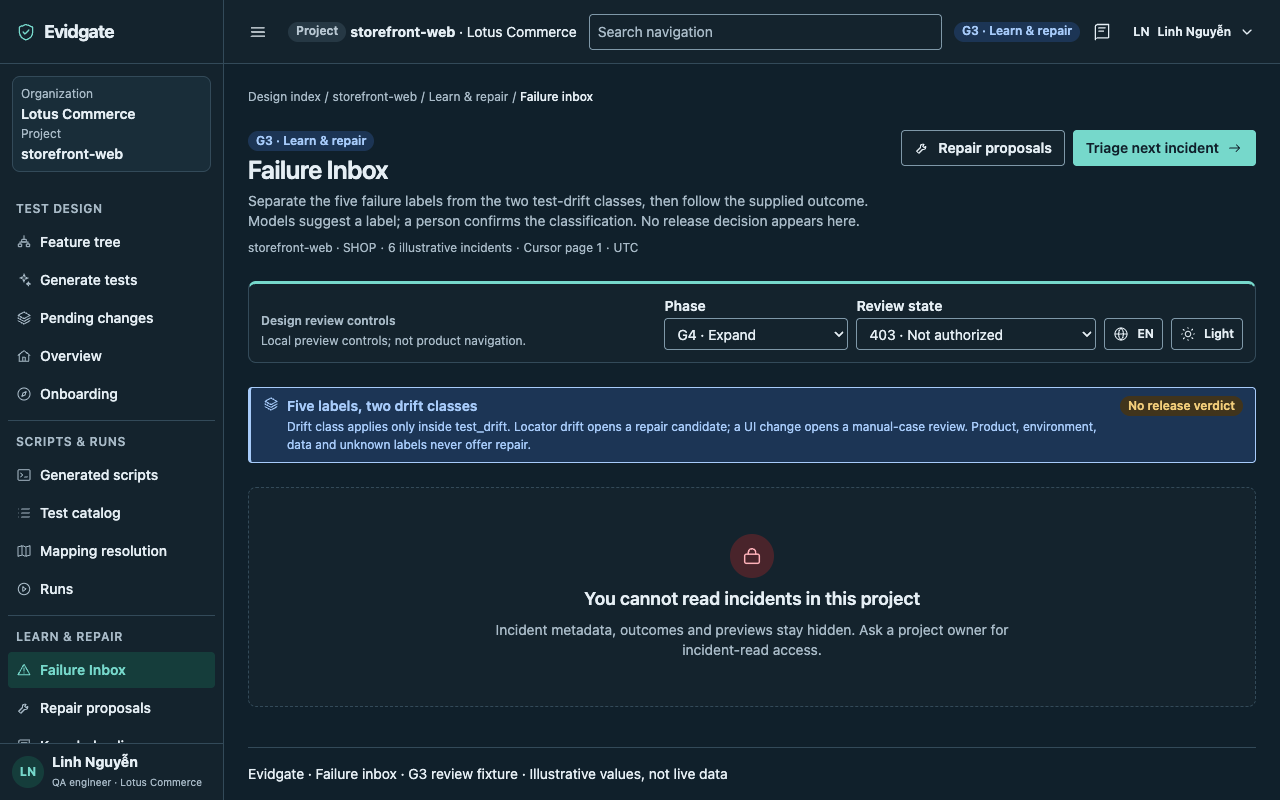 Evidgate
Project storefront-web · Lotus Commerce
Search navigation
G3 · Learn & repair
LN Linh Nguyễn
Organization
Lotus Commerce
Project
storefront-web
TEST DESIGN
Feature tree
Generate tests
Pending changes
Overview
Onboarding
SCRIPTS & RUNS
Generated scripts
Test catalog
Mapping resolution
Runs
LEARN & REPAIR
Failure Inbox
Repair proposals
LN
Linh Nguyễn
QA engineer · Lotus Commerce
Design index / storefront-web / Learn & repair / Failure inbox
G3 · Learn & repair
Failure Inbox
Repair proposals
Triage next incident
Separate the five failure labels from the two test-drift classes, then follow the supplied outcome.
Models suggest a label; a person confirms the classification. No release decision appears here.
storefront-web · SHOP · 6 illustrative incidents · Cursor page 1 · UTC
Design review controls
Local preview controls; not product navigation.
Phase
G4 · Expand
Review state
403 · Not authorized
EN
Light
Five labels, two drift classes
No release verdict
Drift class applies only inside test_drift. Locator drift opens a repair candidate; a UI change opens a manual-case review. Product, environment,
data and unknown labels never offer repair.
You cannot read incidents in this project
Incident metadata, outcomes and previews stay hidden. Ask a project owner for
incident-read access.
Evidgate · Failure inbox · G3 review fixture · Illustrative values, not live data